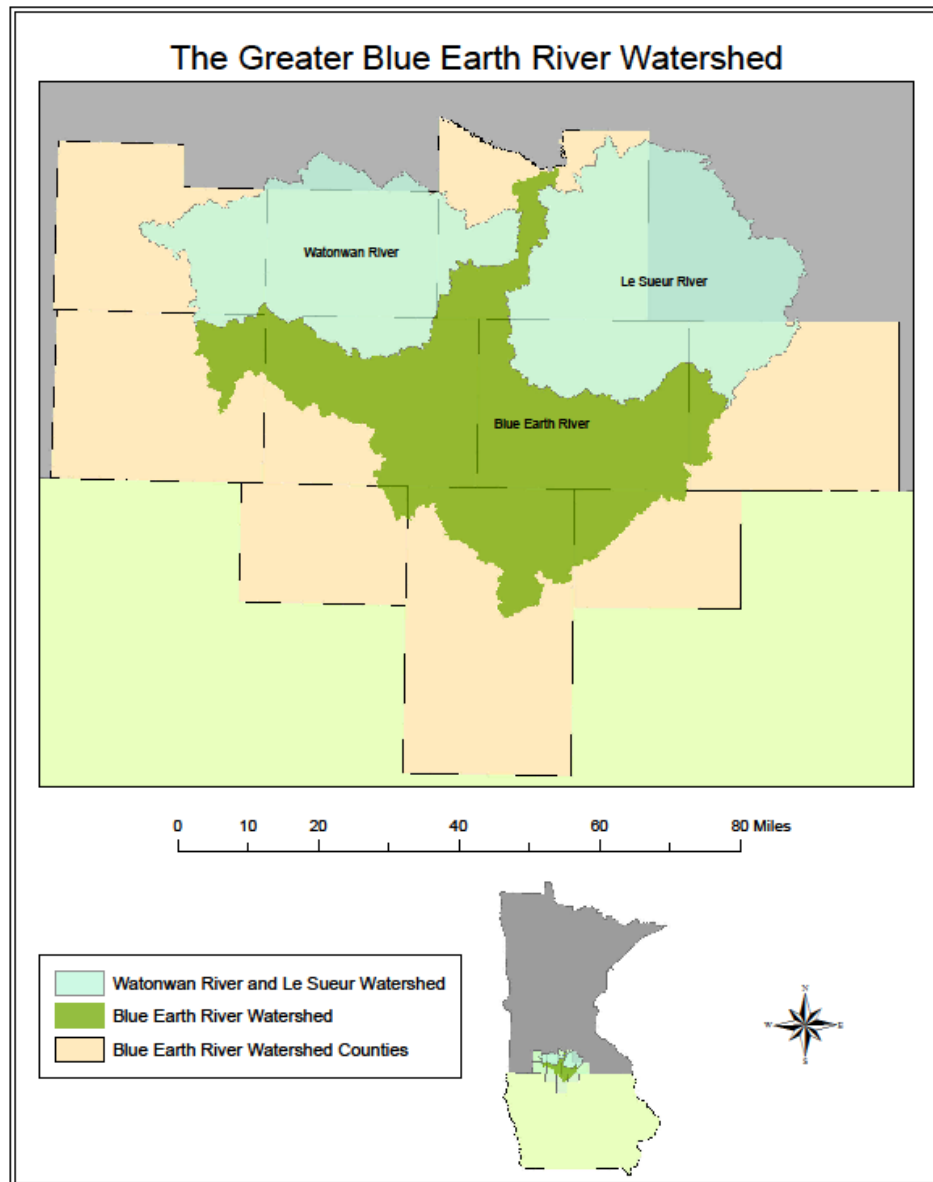 The Greater Blue Earth River Watershed
Watonwan River
Le Sueur River
Blue Earth River
0 10 20 40 60 80 Miles
Watonwan River and Le Sueur Watershed
Blue Earth River Watershed
Blue Earth River Watershed Counties
N
W E
S